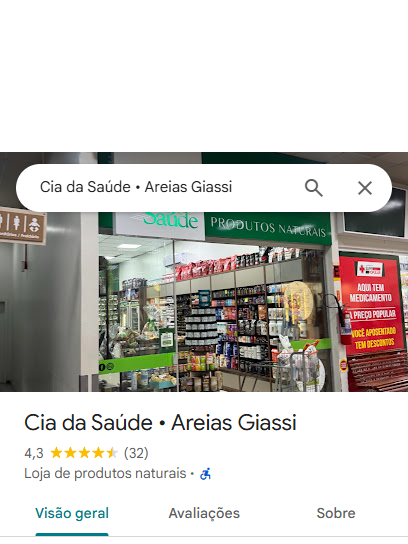 Cia da Saúde • Areias Giassi
Saúde
PRODUTOS NATURAIS
AQUI TEM
MEDICAMENTO
A PREÇO POPULAR
VOCÊ APOSENTADO
TEM DESCONTOS
Cia da Saúde • Areias Giassi
4,3 (32)
Loja de produtos naturais •
Visão geral
Avaliações
Sobre